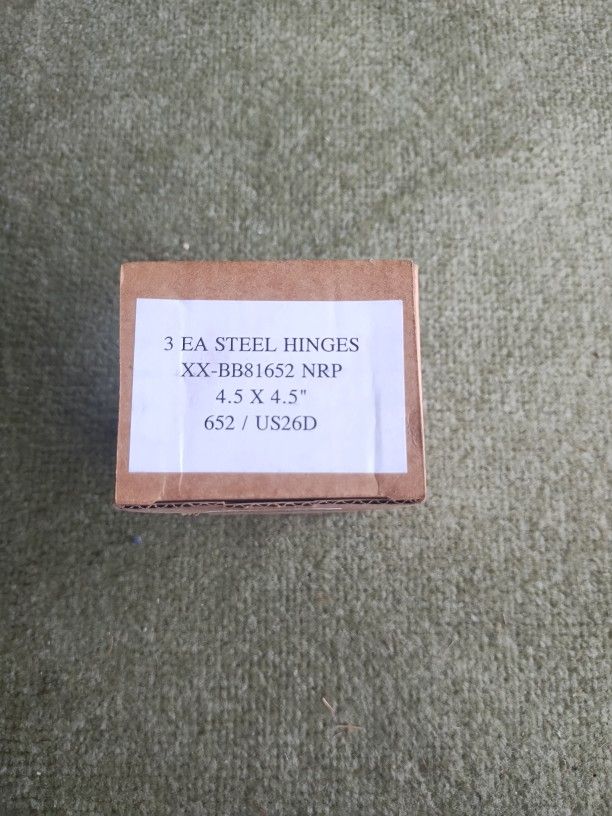 3 EA STEEL HINGES
XX-BB81652 NRP
4.5 X 4.5"
652 / US26D